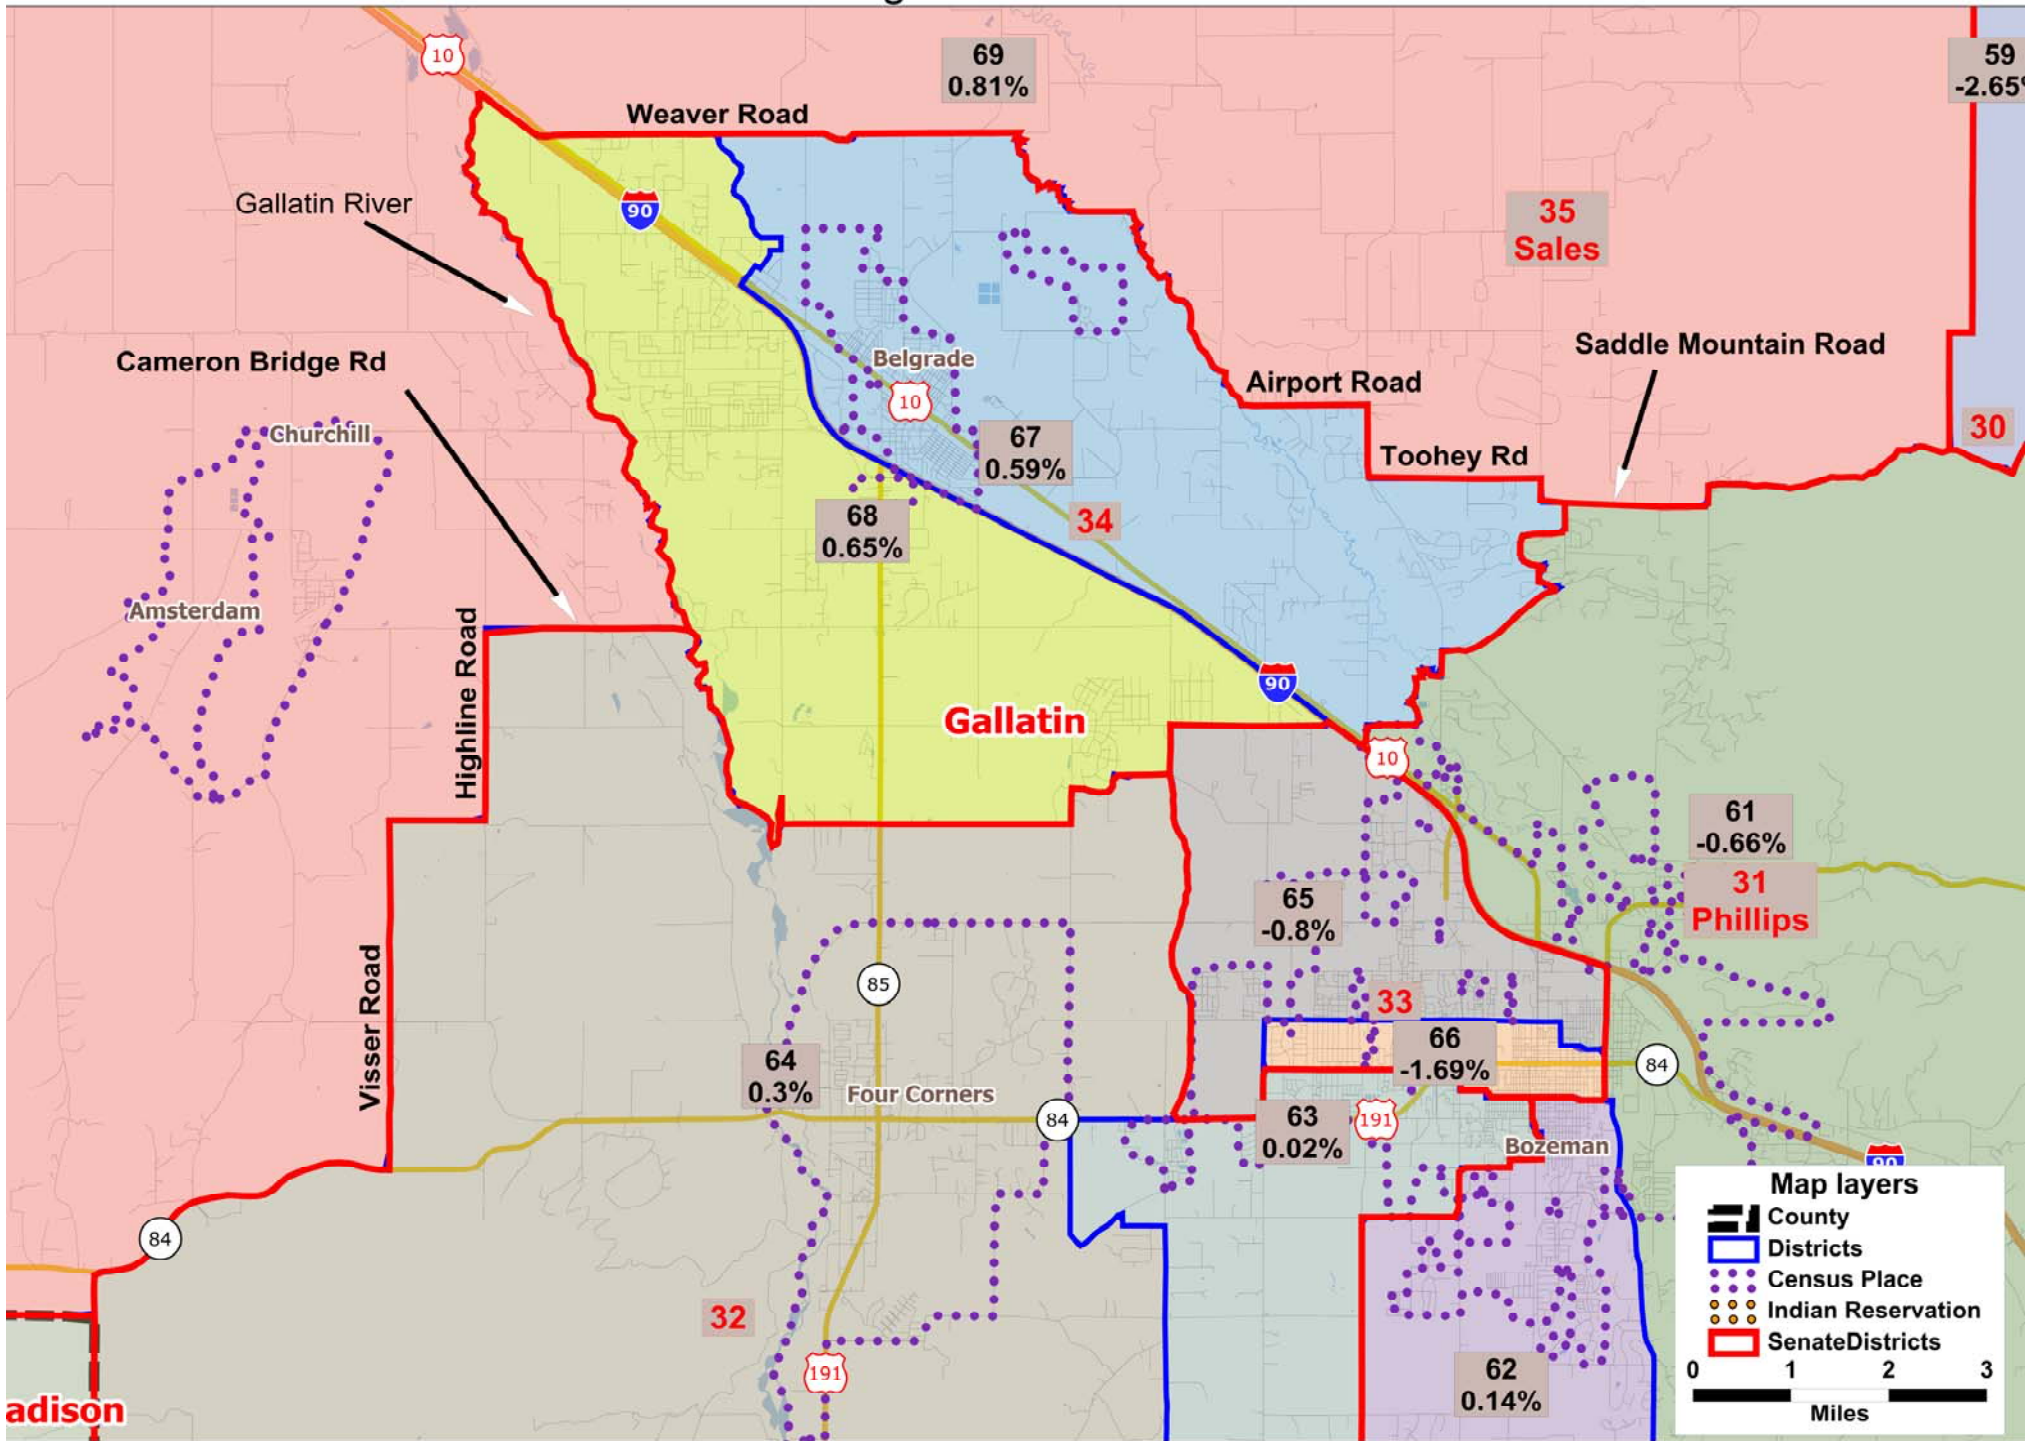 10
69
0.81%
59
-2.65%
Weaver Road
Gallatin River
90
35
Sales
Cameron Bridge Rd
Belgrade
10
Saddle Mountain Road
Airport Road
Churchill
67
0.59%
Toohey Rd
30
68
0.65%
34
Amsterdam
Highline Road
90
Gallatin
10
61
-0.66%
31
Phillips
65
-0.8%
85
33
Visser Road
66
-1.69%
84
64
0.3%
Four Corners
84
63
0.02%
191
Bozeman
90
84
32
191
62
0.14%
adison
Map layers
County
Districts
Census Place
Indian Reservation
SenateDistricts
0 1 2 3
Miles